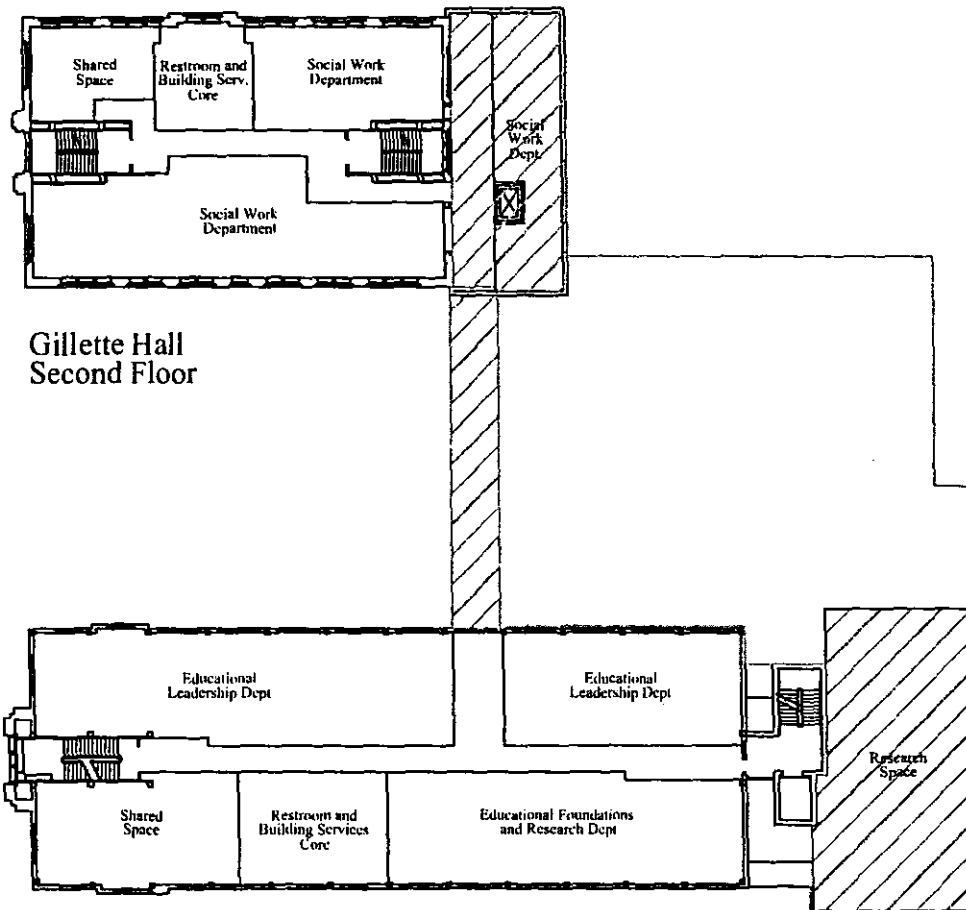 Shared
Space
Restroom and
Building Serv.
Core
Social Work
Department
Social
Work
Dept.
Social Work
Department
Gillette Hall
Second Floor
Educational
Leadership Dept
Educational
Leadership Dept
Research
Space
Shared
Space
Restroom and
Building Services
Core
Educational Foundations
and Research Dept